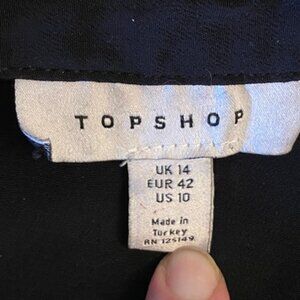 TOPSHOP
UK 14
EUR 42
US 10
Made in
Turkey
RN 125149